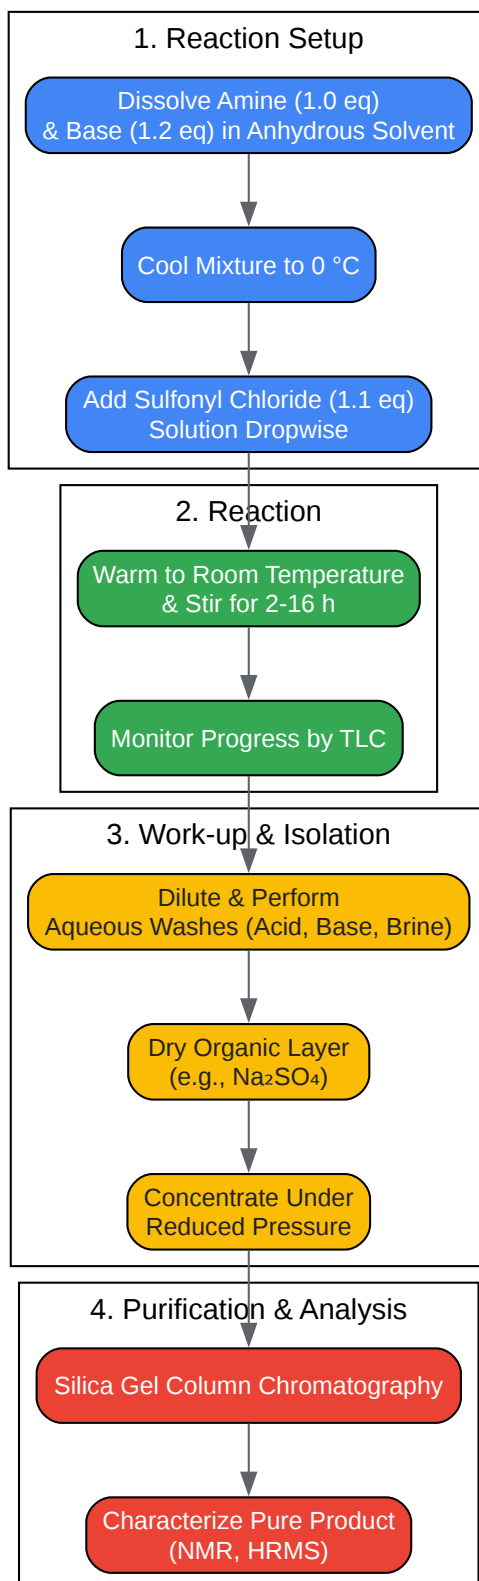 1. Reaction Setup
Dissolve Amine (1.0 eq)
& Base (1.2 eq) in Anhydrous Solvent
Cool Mixture to 0 °C
Add Sulfonyl Chloride (1.1 eq)
Solution Dropwise
2. Reaction
Warm to Room Temperature
& Stir for 2-16 h
Monitor Progress by TLC
3. Work-up & Isolation
Dilute & Perform
Aqueous Washes (Acid, Base, Brine)
Dry Organic Layer
(e.g., Na₂SO₄)
Concentrate Under
Reduced Pressure
4. Purification & Analysis
Silica Gel Column Chromatography
Characterize Pure Product
(NMR, HRMS)